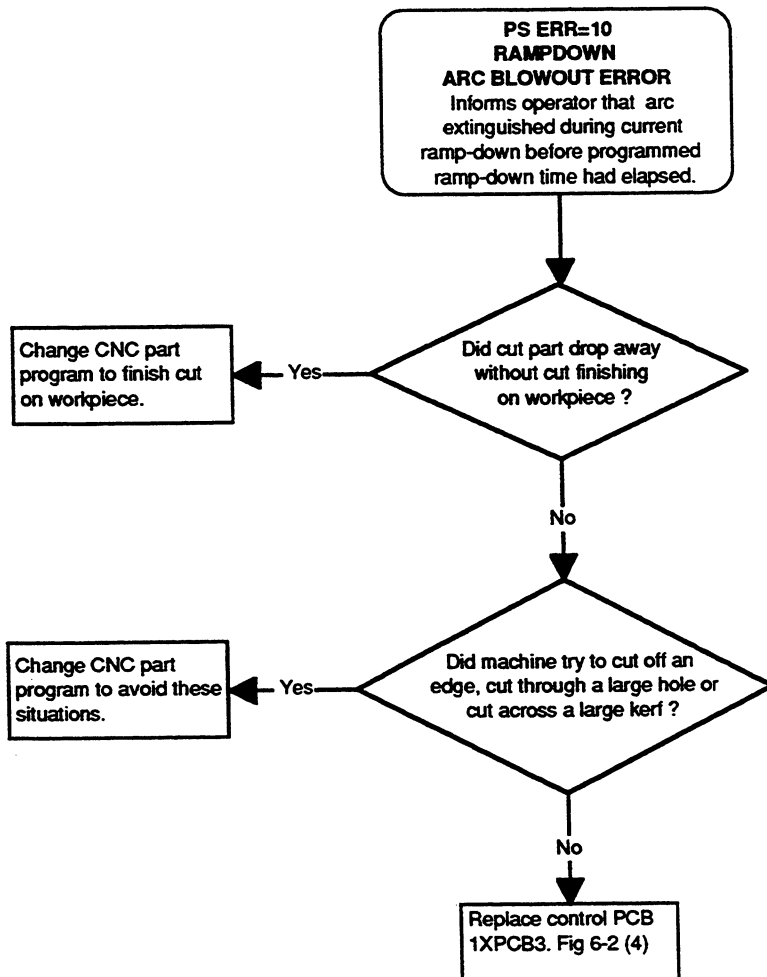 PS ERR=10
RAMPDOWN
ARC BLOWOUT ERROR
Informs operator that arc
extinguished during current
ramp-down before programmed
ramp-down time had elapsed.
Did cut part drop away
without cut finishing
on workpiece ?
Yes
Change CNC part
program to finish cut
on workpiece.
No
Did machine try to cut off an
edge, cut through a large hole or
cut across a large kerf ?
Yes
Change CNC part
program to avoid these
situations.
No
Replace control PCB
1XPCB3. Fig 6-2 (4)